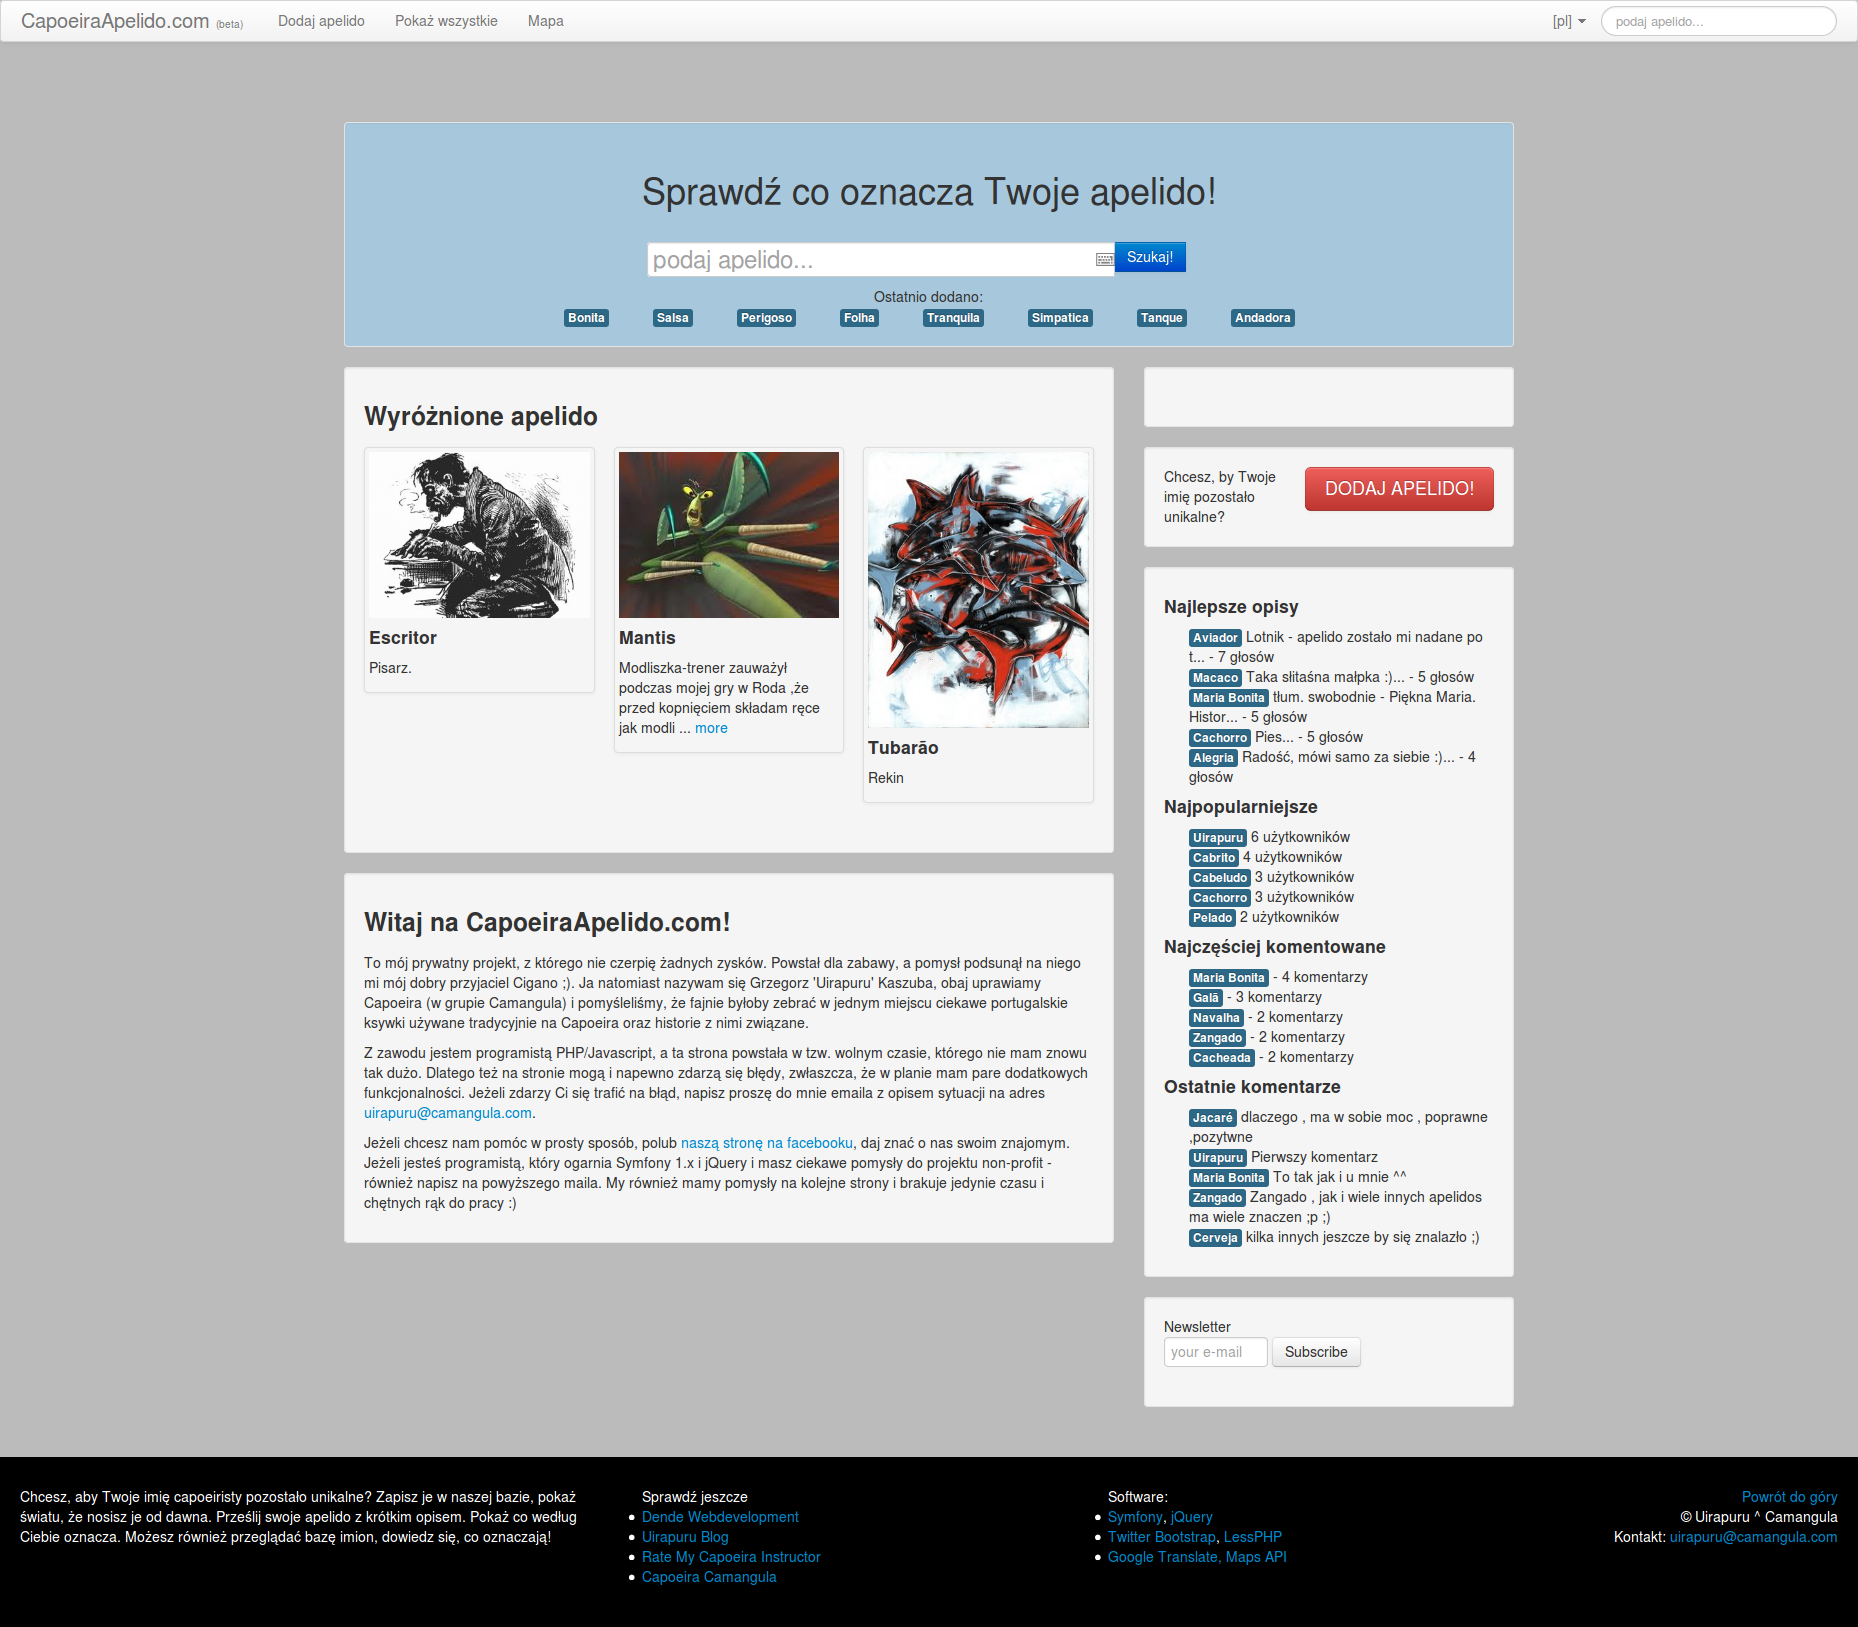 CapoeiraApelido.com (beta) Dodaj apelido Pokaż wszystkie Mapa [pl] podaj apelido...
Sprawdź co oznacza Twoje apelido!
podaj apelido... Szukaj!
Ostatnio dodano:
Bonita Salsa Perigoso Folha Tranquila Simpatica Tanque Andadora
Wyróżnione apelido
Escritor
Pisarz.
Mantis
Modliszka-trener zauważył
podczas mojej gry w Roda ,że
przed kopnięciem składam ręce
jak modli ... more
Tubarão
Rekin
Witaj na CapoeiraApelido.com!
To mój prywatny projekt, z którego nie czerpię żadnych zysków. Powstał dla zabawy, a pomysł podsunął na niego
mi mój dobry przyjaciel Cigano ;). Ja natomiast nazywam się Grzegorz 'Uirapuru' Kaszuba, obaj uprawiamy
Capoeira (w grupie Camangula) i pomyśleliśmy, że fajnie byłoby zebrać w jednym miejscu ciekawe portugalskie
ksywki używane tradycyjnie na Capoeira oraz historie z nimi związane.
Z zawodu jestem programistą PHP/Javascript, a ta strona powstała w tzw. wolnym czasie, którego nie mam znowu
tak dużo. Dlatego też na stronie mogą i napewno zdarzą się błędy, zwłaszcza, że w planie mam pare dodatkowych
funkcjonalności. Jeżeli zdarzy Ci się trafić na błąd, napisz proszę do mnie emaila z opisem sytuacji na adres
uirapuru@camangula.com.
Jeżeli chcesz nam pomóc w prosty sposób, polub naszą stronę na facebooku, daj znać o nas swoim znajomym.
Jeżeli jesteś programistą, który ogarnia Symfony 1.x i jQuery i masz ciekawe pomysły do projektu non-profit -
również napisz na powyższego maila. My również mamy pomysły na kolejne strony i brakuje jedynie czasu i
chętnych rąk do pracy :)
Chcesz, by Twoje
imię pozostało
unikalne?
DODAJ APELIDO!
Najlepsze opisy
Aviador Lotnik - apelido zostało mi nadane po
t... - 7 głosów
Macaco Taka słitaśna małpka :)... - 5 głosów
Maria Bonita tłum. swobodnie - Piękna Maria.
Histor... - 5 głosów
Cachorro Pies... - 5 głosów
Alegria Radość, mówi samo za siebie :)... - 4
głosów
Najpopularniejsze
Uirapuru 6 użytkowników
Cabrito 4 użytkowników
Cabeludo 3 użytkowników
Cachorro 3 użytkowników
Pelado 2 użytkowników
Najczęściej komentowane
Maria Bonita - 4 komentarzy
Galã - 3 komentarzy
Navalha - 2 komentarzy
Zangado - 2 komentarzy
Cacheada - 2 komentarzy
Ostatnie komentarze
Jacaré dlaczego , ma w sobie moc , poprawne
,pozytwne
Uirapuru Pierwszy komentarz
Maria Bonita To tak jak i u mnie ^^
Zangado Zangado , jak i wiele innych apelidos
ma wiele znaczen ;p ;)
Cerveja kilka innych jeszcze by się znalazło ;)
Newsletter
your e-mail Subscribe
Chcesz, aby Twoje imię capoeiristy pozostało unikalne? Zapisz je w naszej bazie, pokaż
światu, że nosisz je od dawna. Prześlij swoje apelido z krótkim opisem. Pokaż co według
Ciebie oznacza. Możesz również przeglądać bazę imion, dowiedz się, co oznaczają!
Sprawdź jeszcze
Dende Webdevelopment
Uirapuru Blog
Rate My Capoeira Instructor
Capoeira Camangula
Software:
Symfony, jQuery
Twitter Bootstrap, LessPHP
Google Translate, Maps API
Powrót do góry
© Uirapuru ^ Camangula
Kontakt: uirapuru@camangula.com